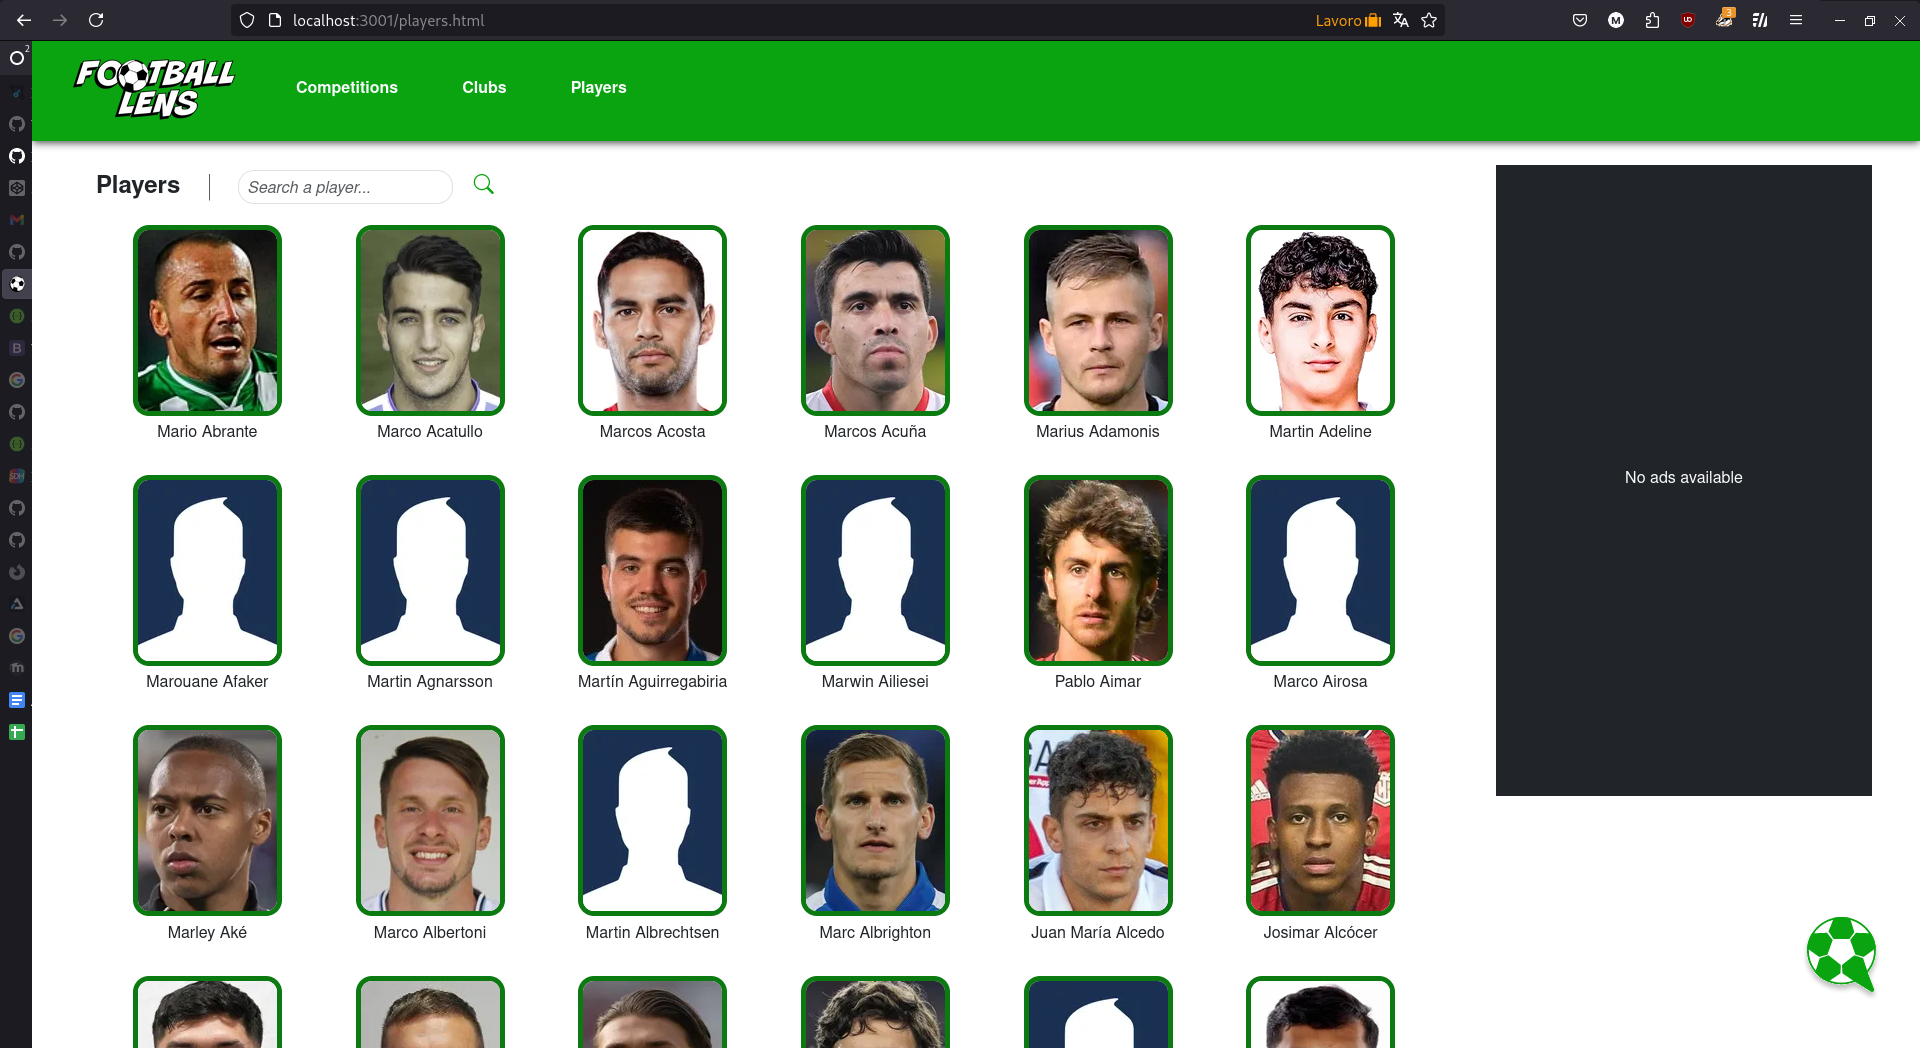 localhost:3001/players.html
Lavoro
3
2
FOOTBALL
LENS
Competitions
Clubs
Players
Players
Search a player...
Mario Abrante
Marco Acatullo
Marcos Acosta
Marcos Acuña
Marius Adamonis
Martin Adeline
No ads available
Marouane Afaker
Martin Agnarsson
Martín Aguirregabiria
Marwin Ailiesei
Pablo Aimar
Marco Airosa
Marley Aké
Marco Albertoni
Martin Albrechtsen
Marc Albrighton
Juan María Alcedo
Josimar Alcócer